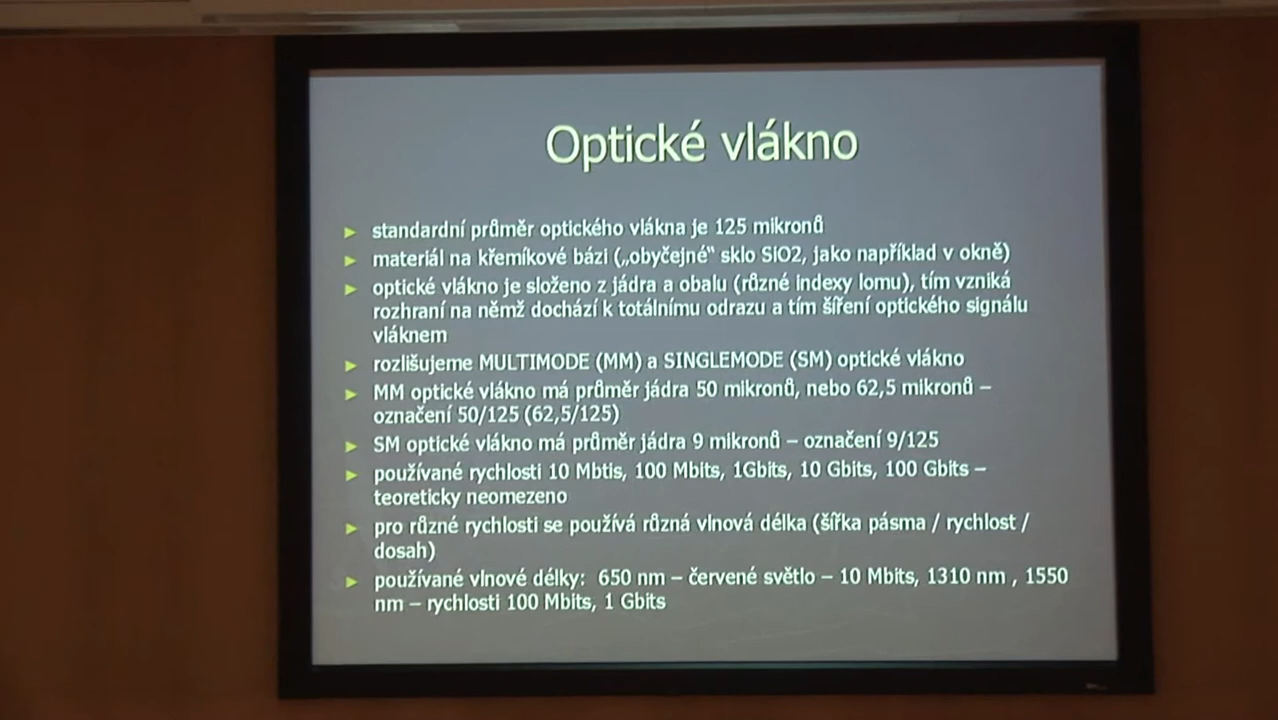 Optické vlákno
► standardní průměr optického vlákna je 125 mikronů
► materiál na křemíkové bázi („obyčejné“ sklo SiO2, jako například v okně)
► optické vlákno je složeno z jádra a obalu (různé indexy lomu), tím vzniká
rozhraní na němž dochází k totálnímu odrazu a tím šíření optického signálu
vláknem
► rozlišujeme MULTIMODE (MM) a SINGLEMODE (SM) optické vlákno
► MM optické vlákno má průměr jádra 50 mikronů, nebo 62,5 mikronů –
označení 50/125 (62,5/125)
► SM optické vlákno má průměr jádra 9 mikronů – označení 9/125
► používané rychlosti 10 Mbtis, 100 Mbits, 1Gbits, 10 Gbits, 100 Gbits –
teoreticky neomezeno
► pro různé rychlosti se používá různá vlnová délka (šířka pásma / rychlost /
dosah)
► používané vlnové délky: 650 nm – červené světlo – 10 Mbits, 1310 nm , 1550
nm – rychlosti 100 Mbits, 1 Gbits